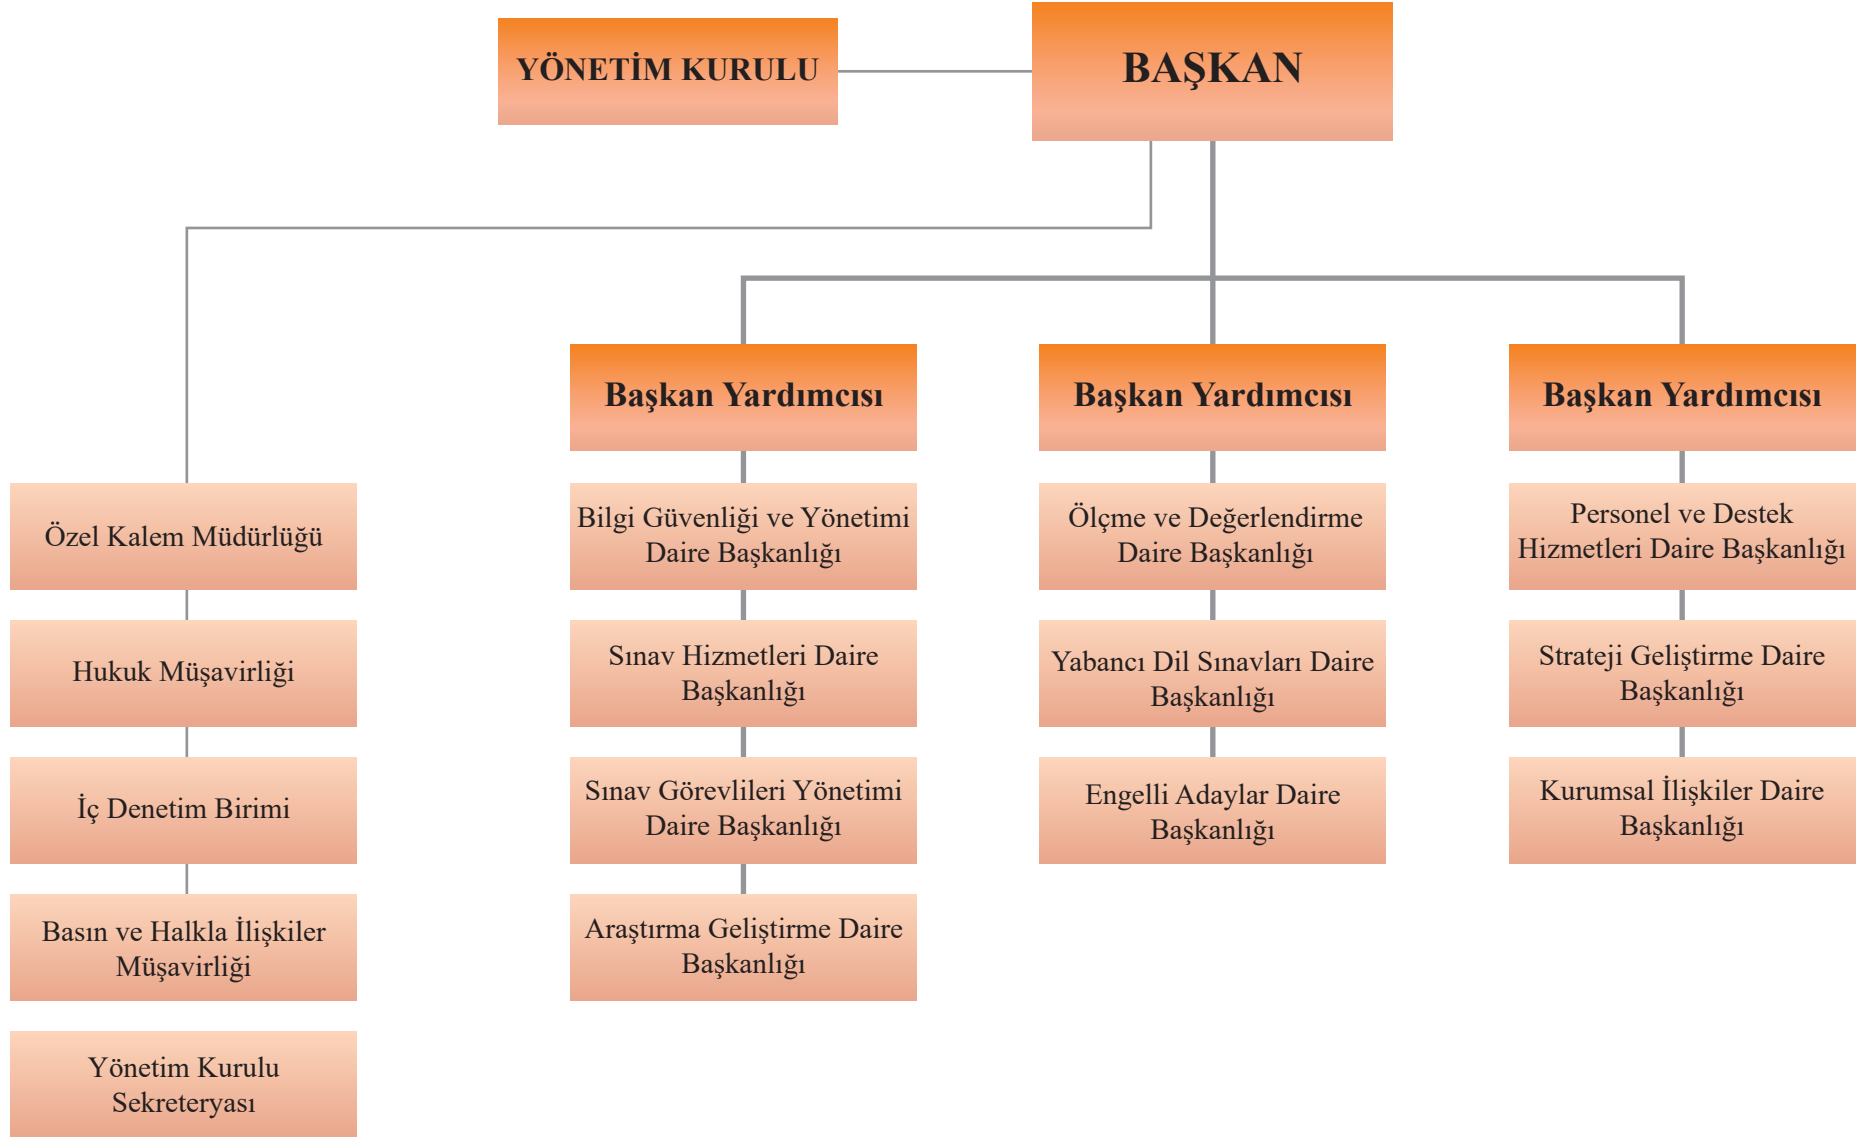 YÖNETİM KURULU
BAŞKAN
Başkan Yardımcısı
Başkan Yardımcısı
Başkan Yardımcısı
Özel Kalem Müdürlüğü
Hukuk Müşavirliği
İç Denetim Birimi
Basın ve Halkla İlişkiler
Müşavirliği
Yönetim Kurulu
Sekreteryası
Bilgi Güvenliği ve Yönetimi
Daire Başkanlığı
Sınav Hizmetleri Daire
Başkanlığı
Sınav Görevlileri Yönetimi
Daire Başkanlığı
Araştırma Geliştirme Daire
Başkanlığı
Ölçme ve Değerlendirme
Daire Başkanlığı
Yabancı Dil Sınavları Daire
Başkanlığı
Engelli Adaylar Daire
Başkanlığı
Personel ve Destek
Hizmetleri Daire Başkanlığı
Strateji Geliştirme Daire
Başkanlığı
Kurumsal İlişkiler Daire
Başkanlığı